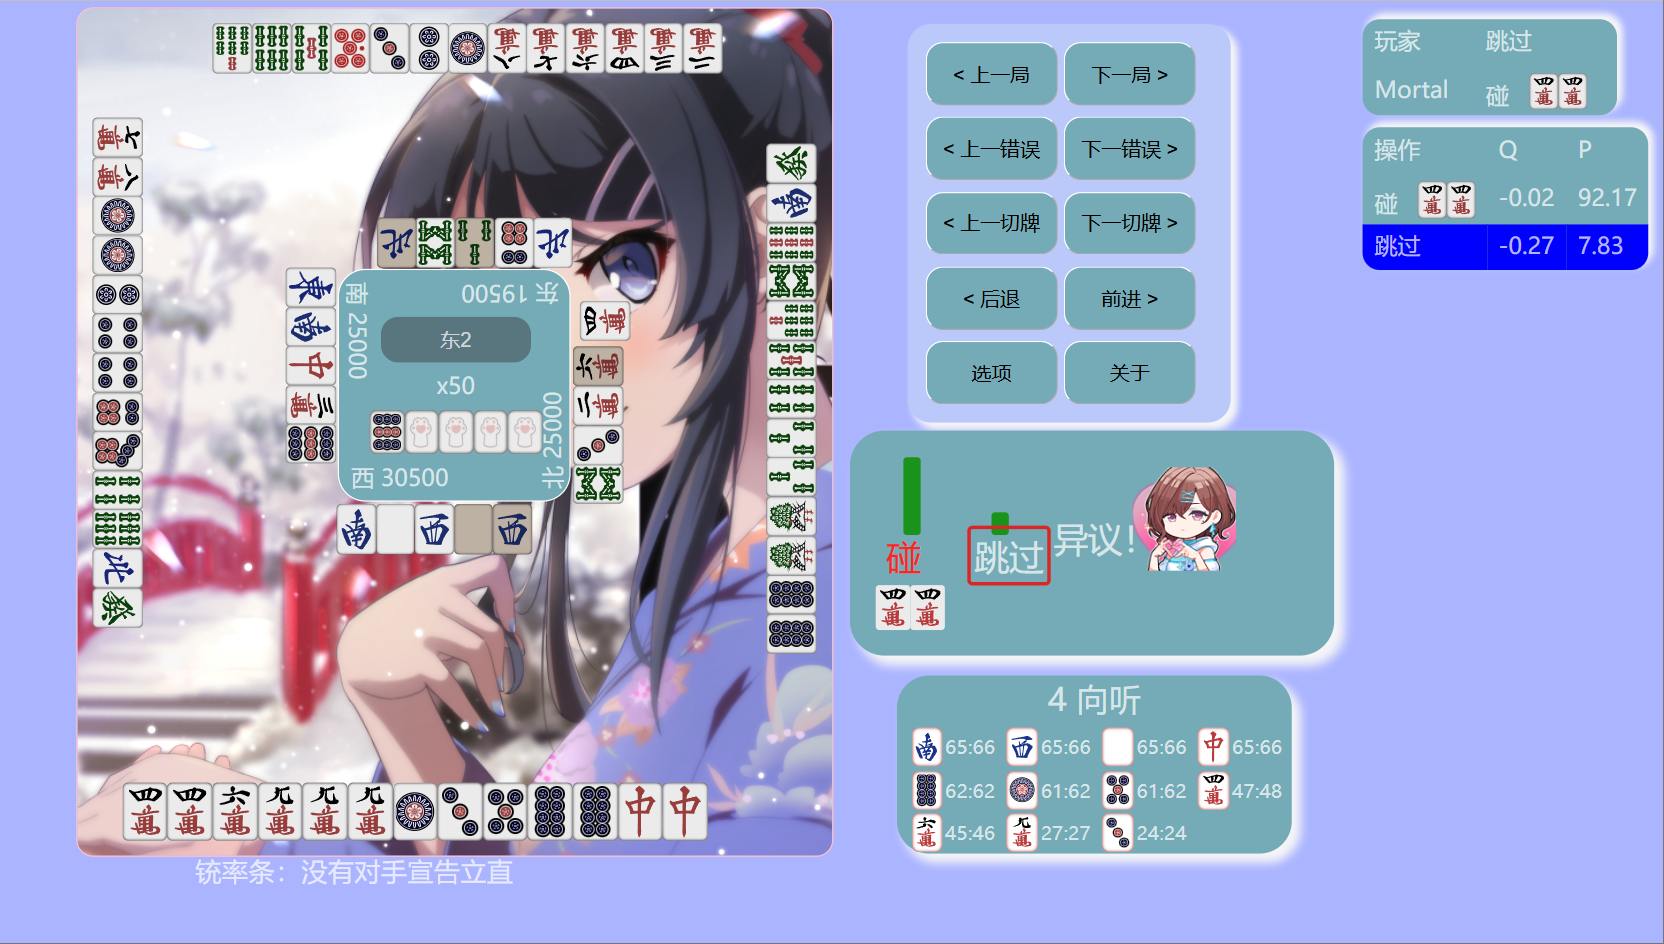 < 上一局 下一局 >
< 上一错误 下一错误 >
< 上一切牌 下一切牌 >
< 后退 前进 >
选项 关于
玩家 跳过
Mortal 碰
操作 Q P
碰 -0.02 92.17
跳过 -0.27 7.83
东 19500
南 25000
东2
x50
北 25000
西 30500
碰 跳过 异议!
4 向听
65:66 65:66 65:66 65:66
62:62 61:62 61:62 47:48
45:46 27:27 24:24
铳率条：没有对手宣告立直